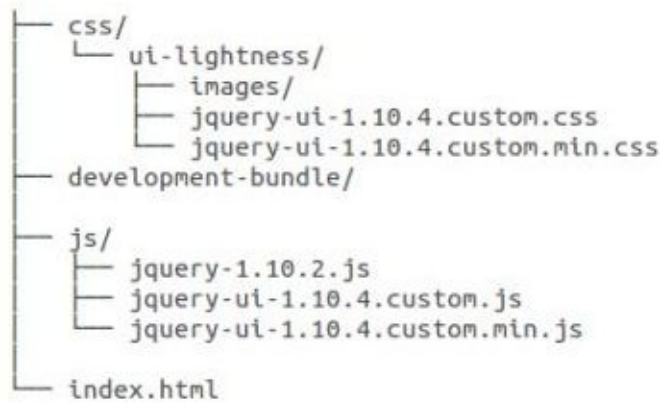 css/
ui-lightness/
images/
jquery-ui-1.10.4.custom.css
jquery-ui-1.10.4.custom.min.css
development-bundle/
js/
jquery-1.10.2.js
jquery-ui-1.10.4.custom.js
jquery-ui-1.10.4.custom.min.js
index.html